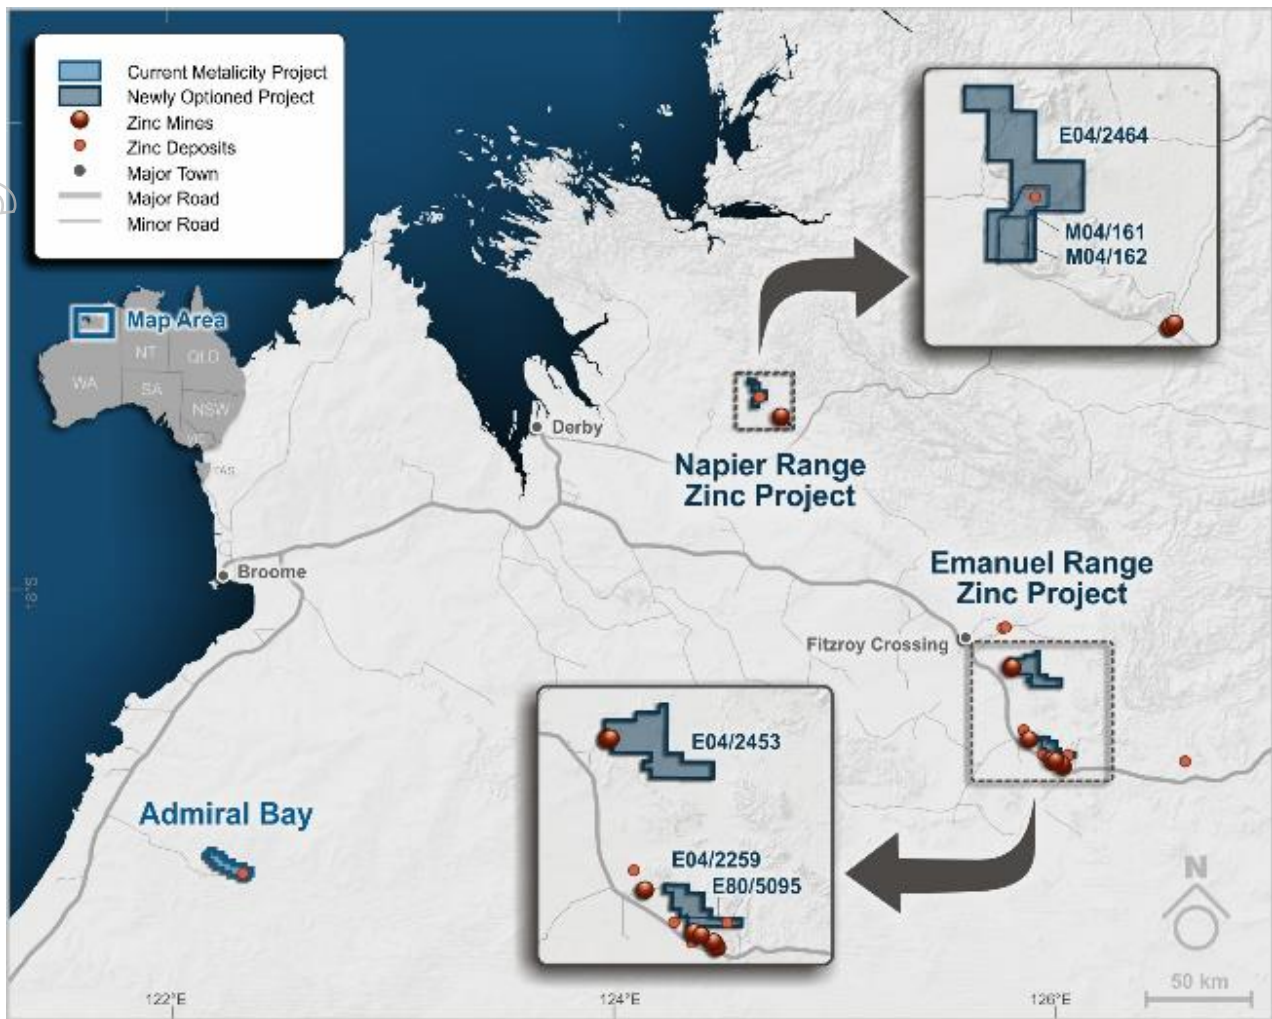 Current Metalicity Project
Newly Optioned Project
Zinc Mines
Zinc Deposits
Major Town
Major Road
Minor Road
E04/2464
M04/161
M04/162
Map Area
WA
NT
QLD
SA
NSW
TAS
Derby
Napier Range
Zinc Project
Broome
18°S
Emanuel Range
Zinc Project
Fitzroy Crossing
E04/2453
E04/2259
E80/5095
Admiral Bay
N
50 km
122°E
124°E
126°E